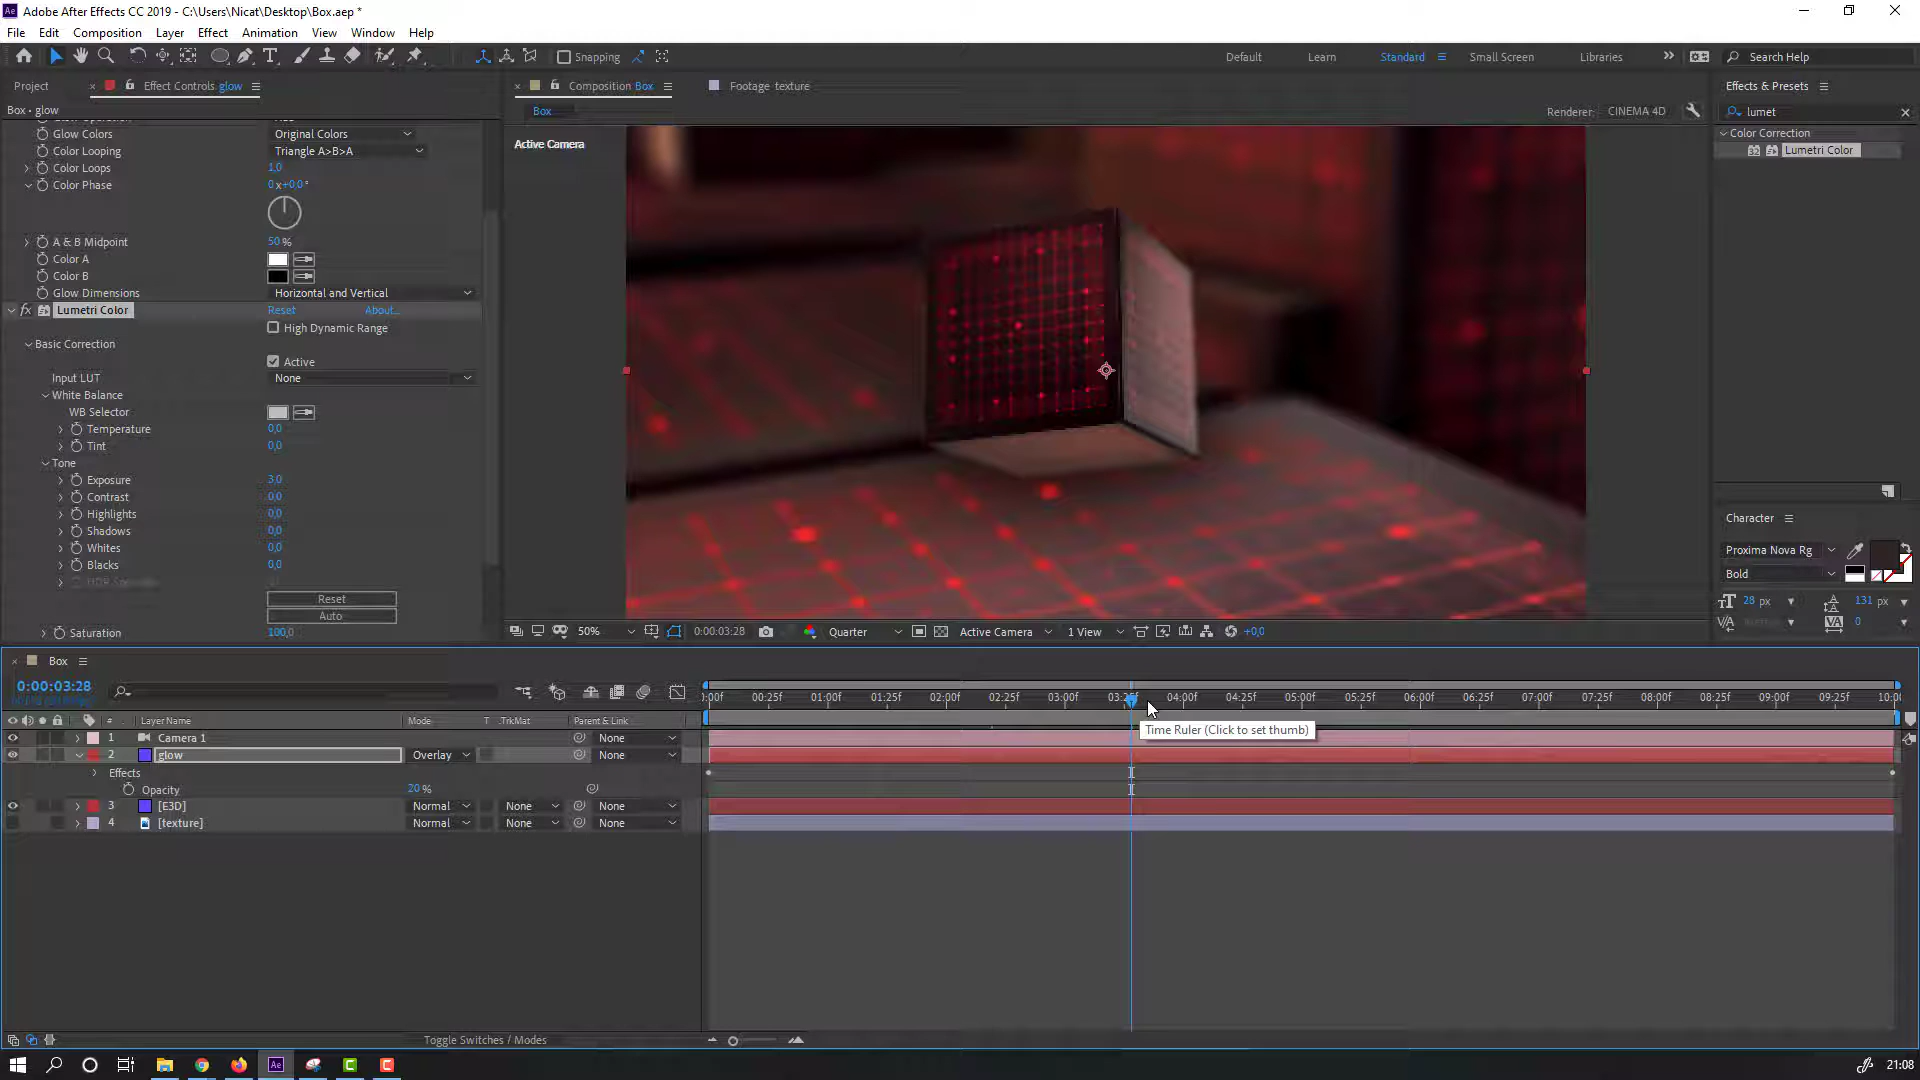 Adobe After Effects CC 2019 - C:\Users\Nicat\Desktop\Box.aep *
File Edit Composition Layer Effect Animation View Window Help
Snapping
Default Learn Standard Small Screen Libraries Search Help
Project Effect Controls glow
Composition Box Footage texture
Effects & Presets
Box • glow
Box
Renderer: CINEMA 4D
lumet
Glow Colors Original Colors
Color Looping Triangle A>B>A
Color Loops 1,0
Color Phase 0x+0,0°
A & B Midpoint 50 %
Color A
Color B
Glow Dimensions Horizontal and Vertical
fx Lumetri Color Reset About...
High Dynamic Range
Basic Correction
Active
Input LUT None
White Balance
WB Selector
Temperature 0,0
Tint 0,0
Tone
Exposure 3,0
Contrast 0,0
Highlights 0,0
Shadows 0,0
Whites 0,0
Blacks 0,0
Reset
Auto
Saturation 100,0
Active Camera
50% 0:00:03:28 Quarter Active Camera 1 View +0,0
Color Correction
Lumetri Color
Character
Proxima Nova Rg
Bold
28 px 131 px
0
Box
0:00:03:28
:00f 00:25f 01:00f 01:25f 02:00f 02:25f 03:00f 03:25f 04:00f 04:25f 05:00f 05:25f 06:00f 06:25f 07:00f 07:25f 08:00f 08:25f 09:00f 09:25f 10:0
# Layer Name Mode T .TrkMat Parent & Link
Time Ruler (Click to set thumb)
1 Camera 1 None
2 glow Overlay None
Effects
Opacity 20 %
3 [E3D] Normal None None
4 [texture] Normal None None
Toggle Switches / Modes
Ae
21:08